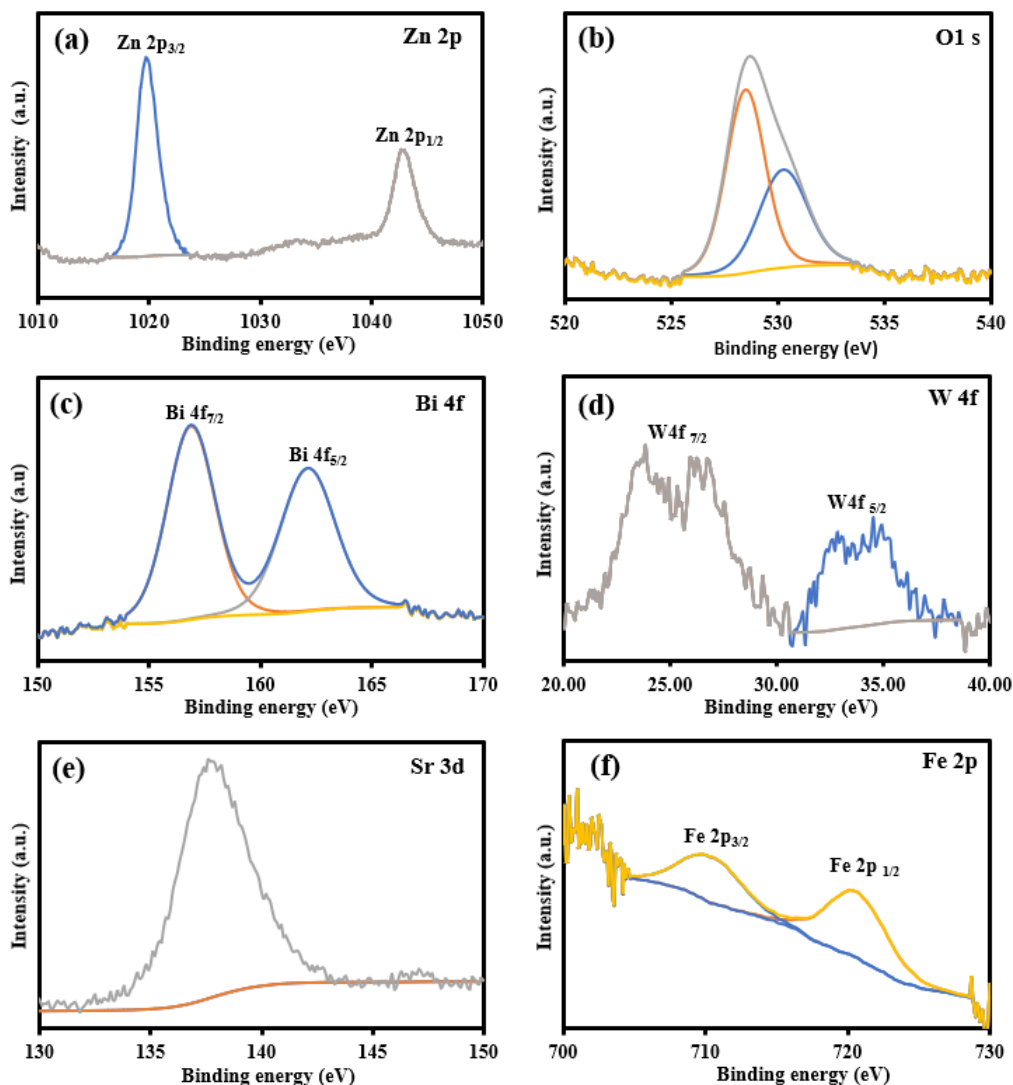 (a)
Zn 2p
Zn 2p3/2
Zn 2p1/2
Intensity (a.u.)
1010 1020 1030 1040 1050
Binding energy (eV)
(b)
O1 s
Intensity (a.u.)
520 525 530 535 540
Binding energy (eV)
(c)
Bi 4f
Bi 4f7/2
Bi 4f5/2
Intensity (a.u)
150 155 160 165 170
Binding energy (eV)
(d)
W 4f
W4f 7/2
W4f 5/2
Intensity (a.u.)
20.00 25.00 30.00 35.00 40.00
Binding energy (eV)
(e)
Sr 3d
Intensity (a.u.)
130 135 140 145 150
Binding energy (eV)
(f)
Fe 2p
Fe 2p3/2
Fe 2p 1/2
Intensity (a.u.)
700 710 720 730
Binding energy (eV)